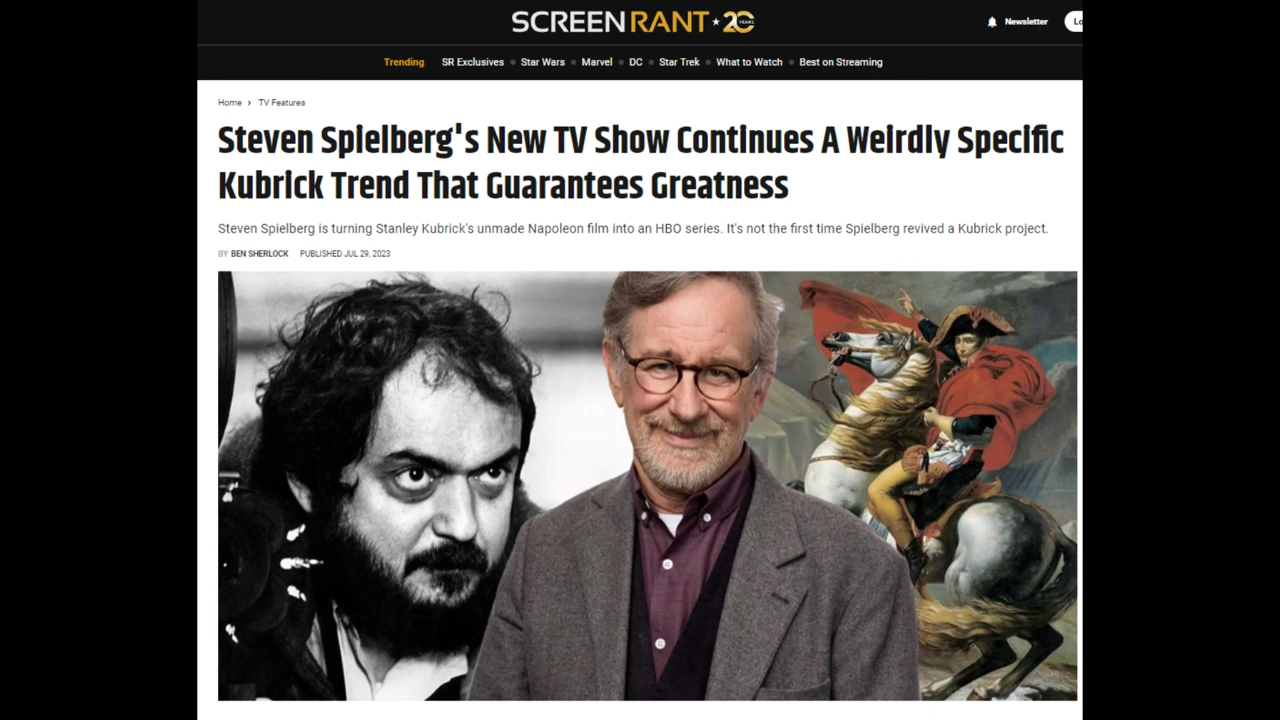 SCREENRANT ★ 20 YEARS
Newsletter
Lo
Trending SR Exclusives Star Wars Marvel DC Star Trek What to Watch Best on Streaming
Home > TV Features
Steven Spielberg's New TV Show Continues A Weirdly Specific
Kubrick Trend That Guarantees Greatness
Steven Spielberg is turning Stanley Kubrick's unmade Napoleon film into an HBO series. It's not the first time Spielberg revived a Kubrick project.
BY BEN SHERLOCK PUBLISHED JUL 29, 2023